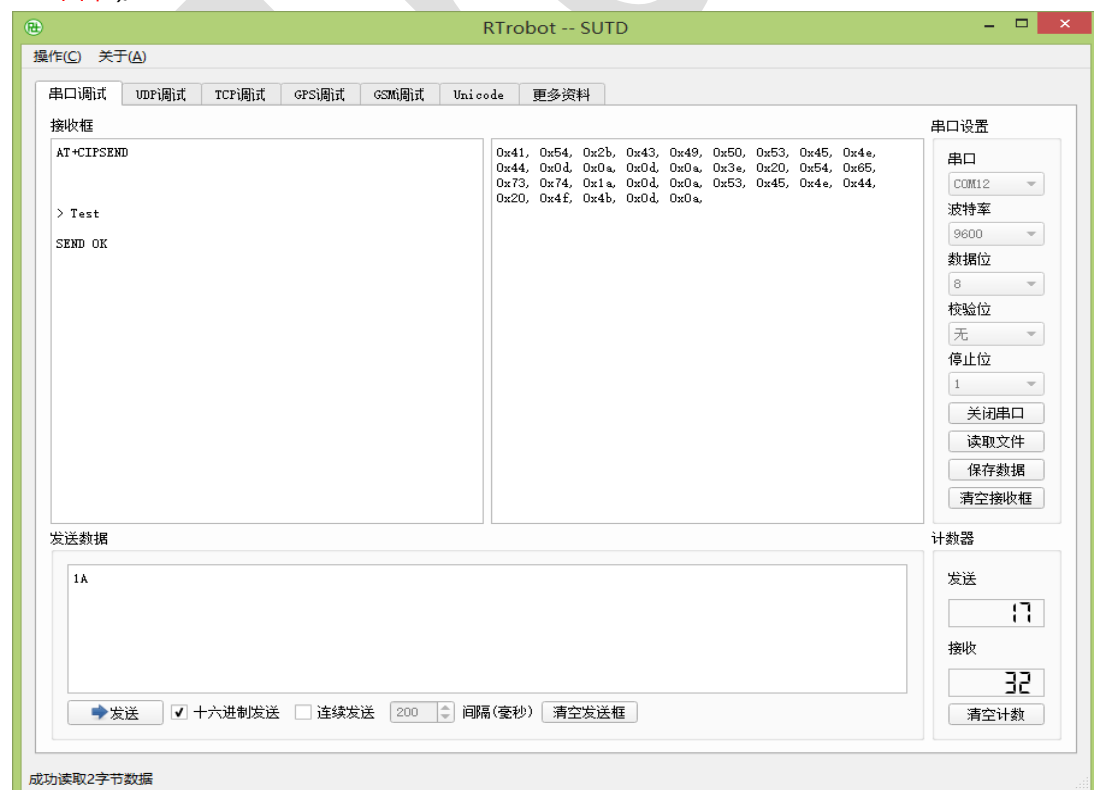 RTrobot -- SUTD
操作(C) 关于(A)
串口调试 UDP调试 TCP调试 GPS调试 GSM调试 Unicode 更多资料
接收框
AT+CIPSEND
> Test
SEND OK
0x41, 0x54, 0x2b, 0x43, 0x49, 0x50, 0x53, 0x45, 0x4e,
0x44, 0x0d, 0x0a, 0x0d, 0x0a, 0x3e, 0x20, 0x54, 0x65,
0x73, 0x74, 0x1a, 0x0d, 0x0a, 0x53, 0x45, 0x4e, 0x44,
0x20, 0x4f, 0x4b, 0x0d, 0x0a,
串口设置
串口
COM12
波特率
9600
数据位
8
校验位
无
停止位
1
关闭串口
读取文件
保存数据
清空接收框
发送数据
1A
发送 十六进制发送 连续发送 200 间隔(毫秒) 清空发送框
计数器
发送
17
接收
32
清空计数
成功读取2字节数据